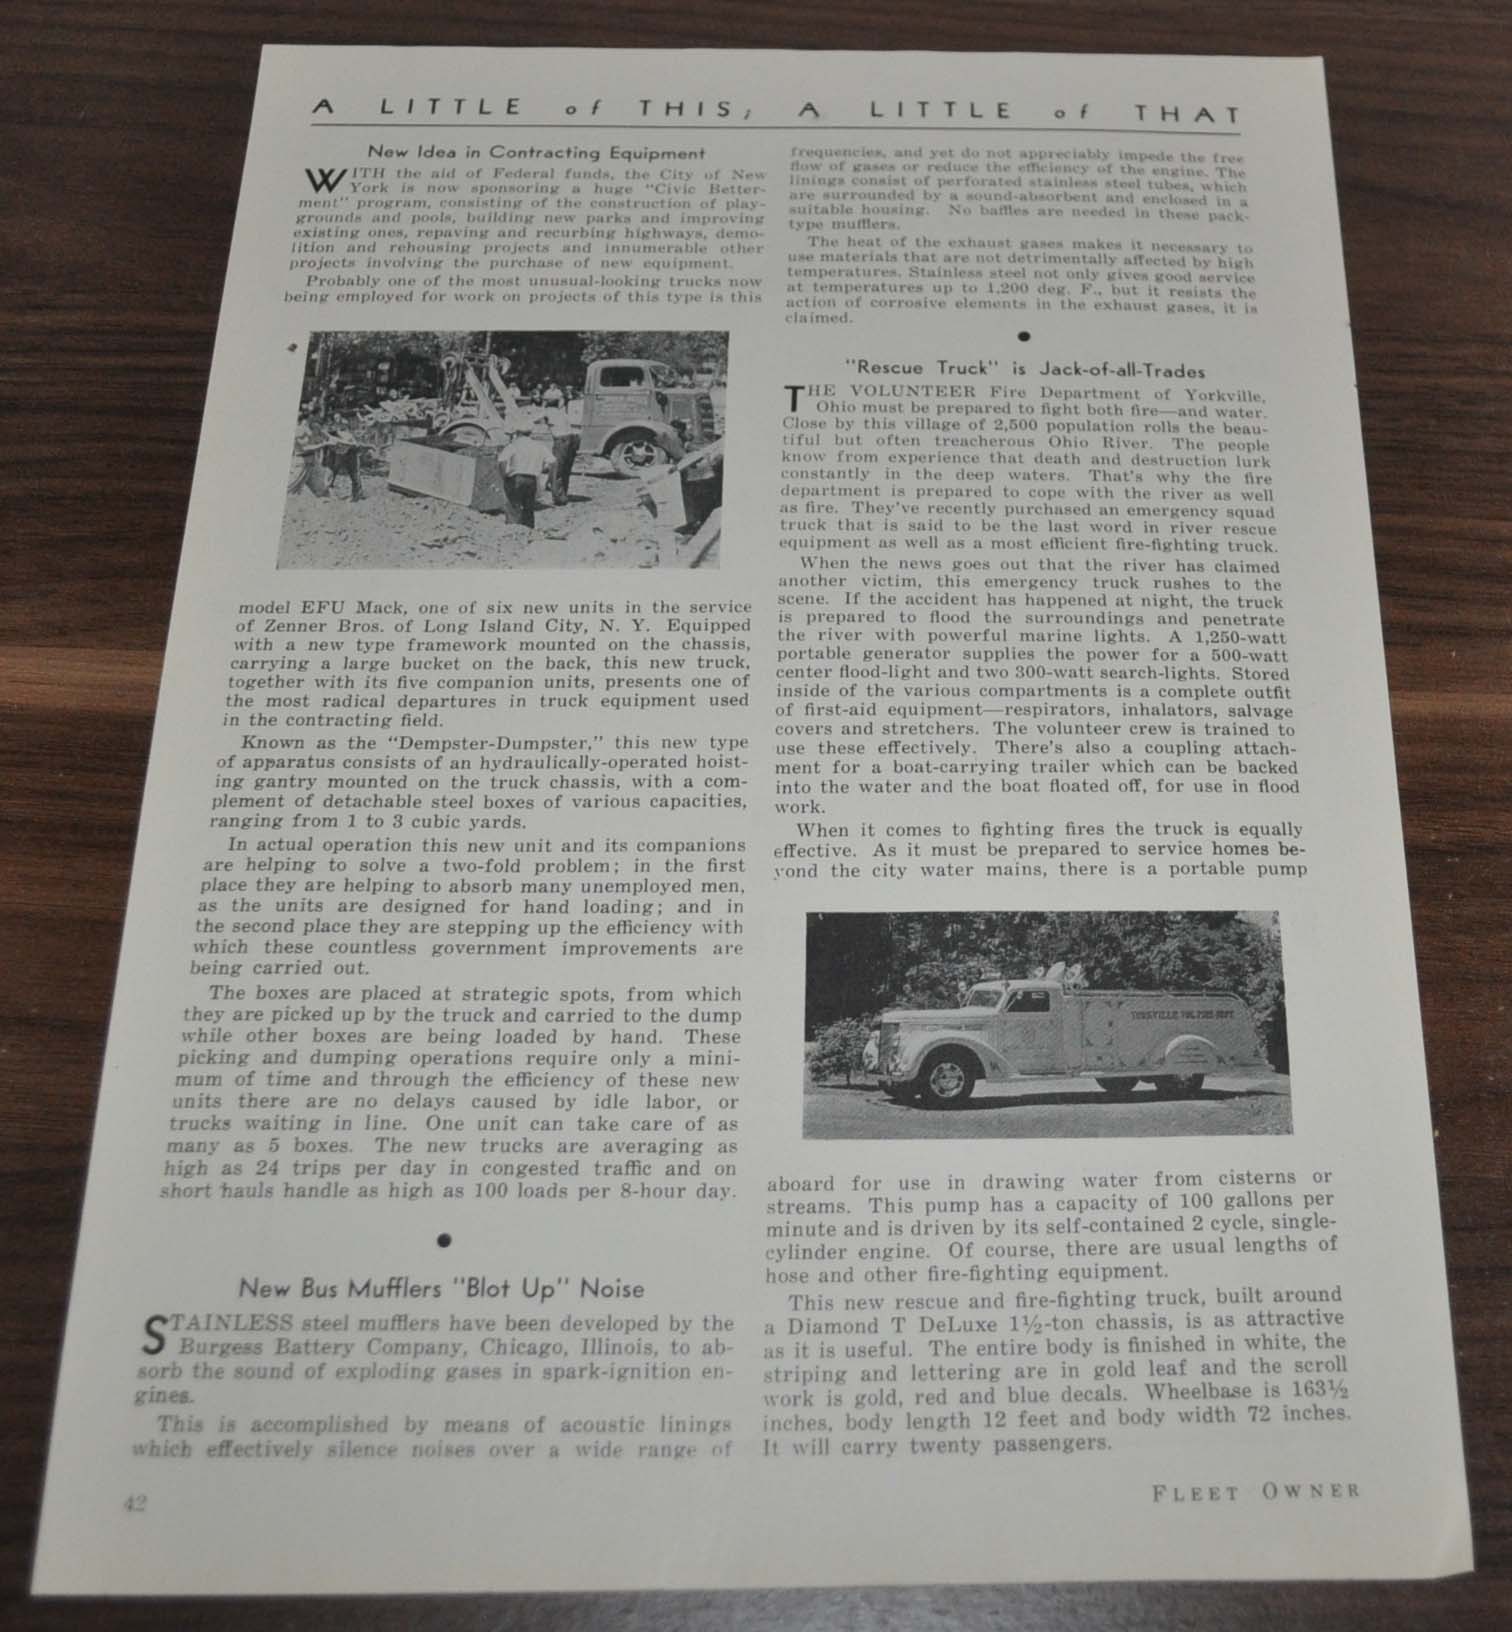 A LITTLE of THIS; A LITTLE of THAT
New Idea in Contracting Equipment
WITH the aid of Federal funds, the City of New
York is now sponsoring a huge "Civic Better-
ment" program, consisting of the construction of play-
grounds and pools, building new parks and improving
existing ones, repaving and recurbing highways, demo-
lition and rehousing projects and innumerable other
projects involving the purchase of new equipment.
Probably one of the most unusual-looking trucks now
being employed for work on projects of this type is this
model EFU Mack, one of six new units in the service
of Zenner Bros. of Long Island City, N. Y. Equipped
with a new type framework mounted on the chassis,
carrying a large bucket on the back, this new truck,
together with its five companion units, presents one of
the most radical departures in truck equipment used
in the contracting field.
Known as the "Dempster-Dumpster," this new type
of apparatus consists of an hydraulically-operated hoist-
ing gantry mounted on the truck chassis, with a com-
plement of detachable steel boxes of various capacities,
ranging from 1 to 3 cubic yards.
In actual operation this new unit and its companions
are helping to solve a two-fold problem; in the first
place they are helping to absorb many unemployed men,
as the units are designed for hand loading; and in
the second place they are stepping up the efficiency with
which these countless government improvements are
being carried out.
The boxes are placed at strategic spots, from which
they are picked up by the truck and carried to the dump
while other boxes are being loaded by hand. These
picking and dumping operations require only a mini-
mum of time and through the efficiency of these new
units there are no delays caused by idle labor, or
trucks waiting in line. One unit can take care of as
many as 5 boxes. The new trucks are averaging as
high as 24 trips per day in congested traffic and on
short hauls handle as high as 100 loads per 8-hour day.
New Bus Mufflers "Blot Up" Noise
STAINLESS steel mufflers have been developed by the
Burgess Battery Company, Chicago, Illinois, to ab-
sorb the sound of exploding gases in spark-ignition en-
gines.
This is accomplished by means of acoustic linings
which effectively silence noises over a wide range of
frequencies, and yet do not appreciably impede the free
flow of gases or reduce the efficiency of the engine. The
linings consist of perforated stainless steel tubes, which
are surrounded by a sound-absorbent and enclosed in a
suitable housing. No baffles are needed in these pack-
type mufflers.
The heat of the exhaust gases makes it necessary to
use materials that are not detrimentally affected by high
temperatures. Stainless steel not only gives good service
at temperatures up to 1,200 deg. F., but it resists the
action of corrosive elements in the exhaust gases, it is
claimed.
"Rescue Truck" is Jack-of-all-Trades
THE VOLUNTEER Fire Department of Yorkville,
Ohio must be prepared to fight both fire—and water.
Close by this village of 2,500 population rolls the beau-
tiful but often treacherous Ohio River. The people
know from experience that death and destruction lurk
constantly in the deep waters. That's why the fire
department is prepared to cope with the river as well
as fire. They've recently purchased an emergency squad
truck that is said to be the last word in river rescue
equipment as well as a most efficient fire-fighting truck.
When the news goes out that the river has claimed
another victim, this emergency truck rushes to the
scene. If the accident has happened at night, the truck
is prepared to flood the surroundings and penetrate
the river with powerful marine lights. A 1,250-watt
portable generator supplies the power for a 500-watt
center flood-light and two 300-watt search-lights. Stored
inside of the various compartments is a complete outfit
of first-aid equipment—respirators, inhalators, salvage
covers and stretchers. The volunteer crew is trained to
use these effectively. There's also a coupling attach-
ment for a boat-carrying trailer which can be backed
into the water and the boat floated off, for use in flood
work.
When it comes to fighting fires the truck is equally
effective. As it must be prepared to service homes be-
yond the city water mains, there is a portable pump
YORKVILLE VOL FIRE DEPT.
aboard for use in drawing water from cisterns or
streams. This pump has a capacity of 100 gallons per
minute and is driven by its self-contained 2 cycle, single-
cylinder engine. Of course, there are usual lengths of
hose and other fire-fighting equipment.
This new rescue and fire-fighting truck, built around
a Diamond T DeLuxe 1½-ton chassis, is as attractive
as it is useful. The entire body is finished in white, the
striping and lettering are in gold leaf and the scroll
work is gold, red and blue decals. Wheelbase is 163½
inches, body length 12 feet and body width 72 inches.
It will carry twenty passengers.
42
FLEET OWNER